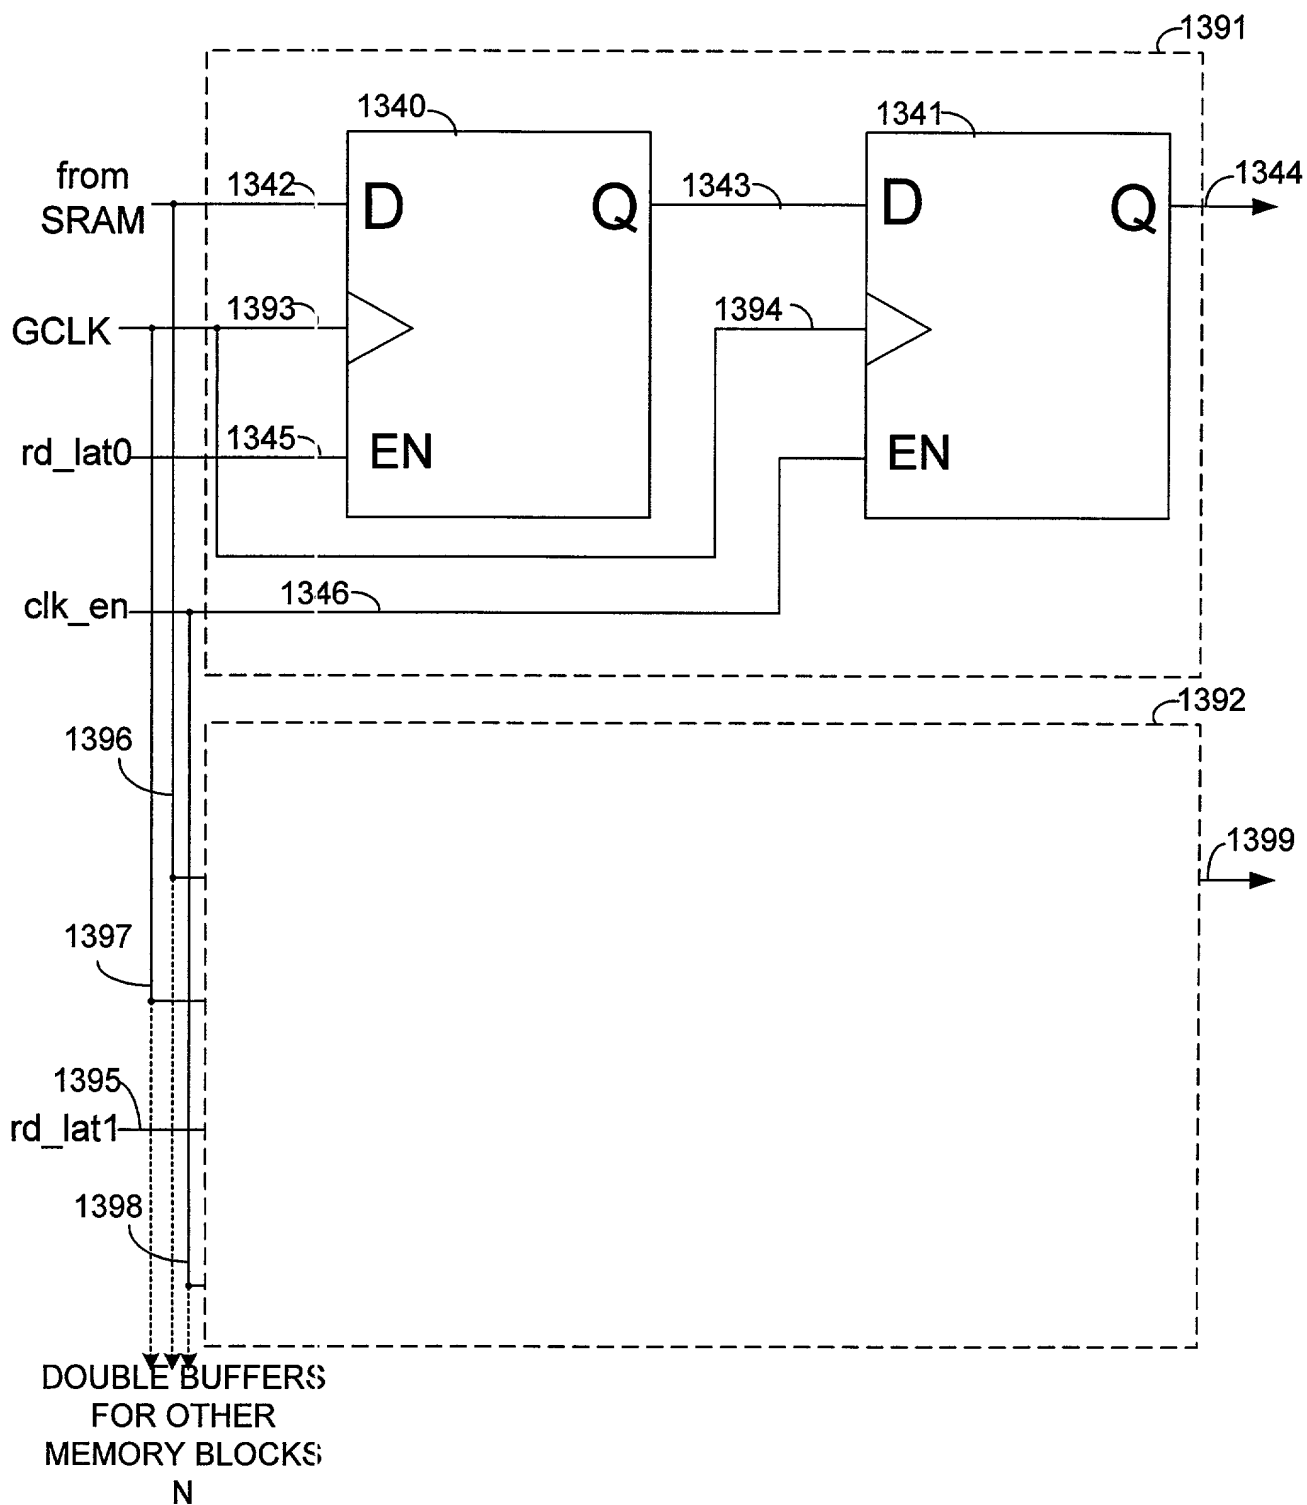 1391
1340
1341
from
SRAM
1342
D
Q
1343
D
Q
1344
GCLK
1393
1394
rd_lat0
1345
EN
EN
clk_en
1346
1392
1396
1399
1397
1395
rd_lat1
1398
DOUBLE BUFFERS
FOR OTHER
MEMORY BLOCKS
N